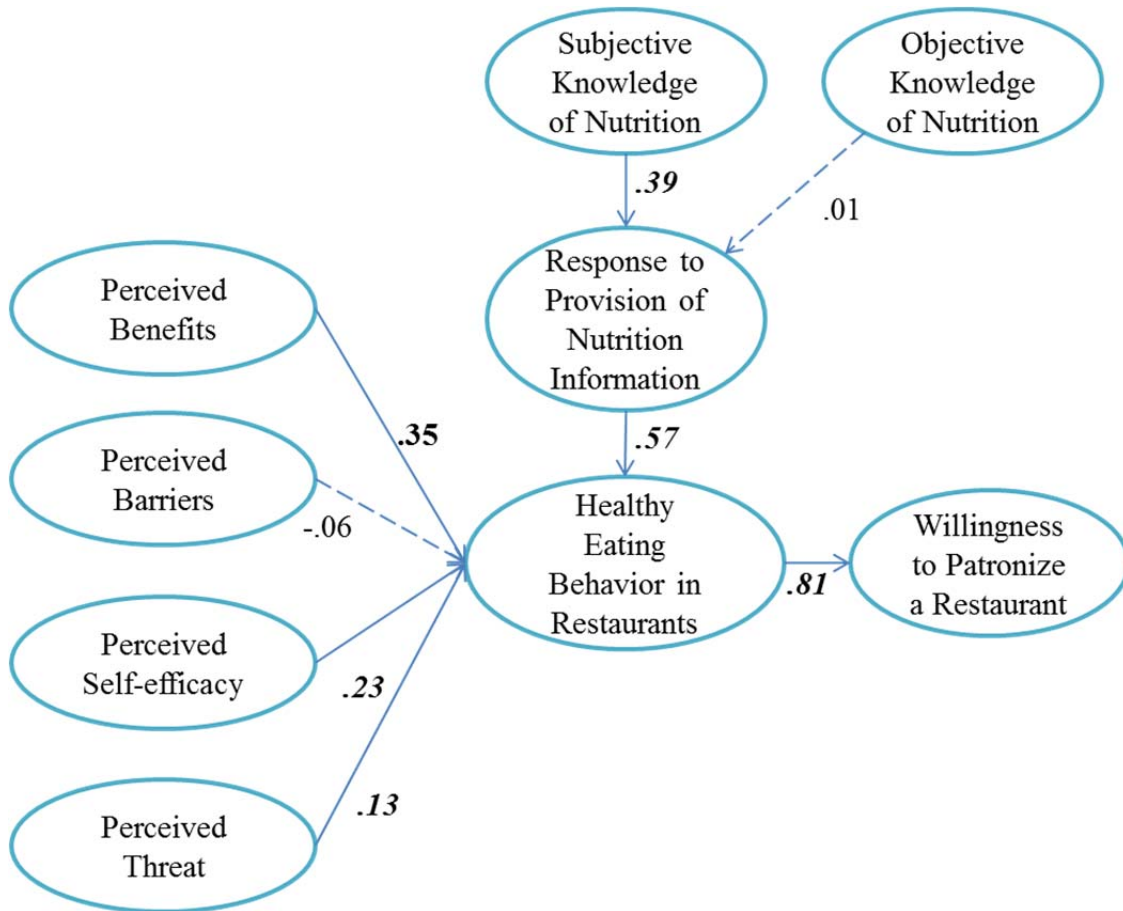 Subjective
Knowledge
of Nutrition
Objective
Knowledge
of Nutrition
.39
.01
Response to
Provision of
Nutrition
Information
Perceived
Benefits
.35
.57
Perceived
Barriers
-.06
Healthy
Eating
Behavior in
Restaurants
.81
Willingness
to Patronize
a Restaurant
Perceived
Self-efficacy
.23
Perceived
Threat
.13